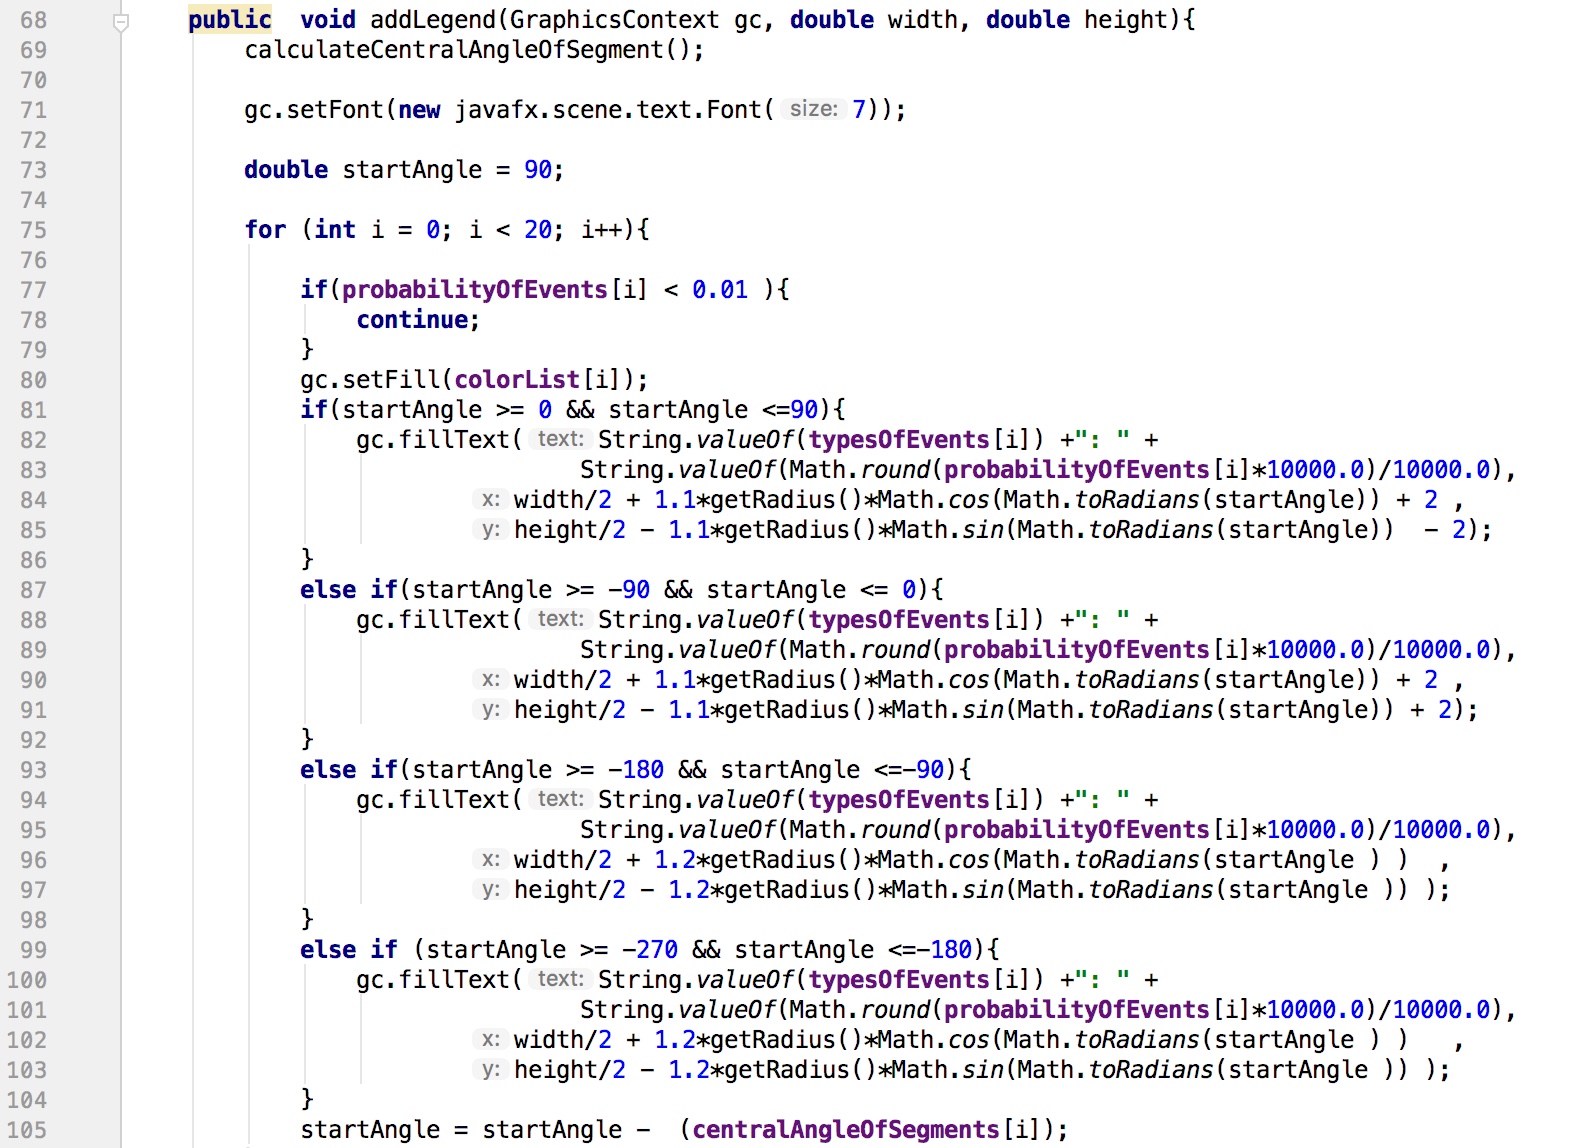 68 public  void addLegend(GraphicsContext gc, double width, double height){
69 calculateCentralAngleOfSegment();
70
71 gc.setFont(new javafx.scene.text.Font( size: 7));
72
73 double startAngle = 90;
74
75 for (int i = 0; i < 20; i++){
76
77 if(probabilityOfEvents[i] < 0.01 ){
78 continue;
79 }
80 gc.setFill(colorList[i]);
81 if(startAngle >= 0 && startAngle <=90){
82 gc.fillText( text: String.valueOf(typesOfEvents[i]) +": " +
83 String.valueOf(Math.round(probabilityOfEvents[i]*10000.0)/10000.0),
84 x: width/2 + 1.1*getRadius()*Math.cos(Math.toRadians(startAngle)) + 2 ,
85 y: height/2 - 1.1*getRadius()*Math.sin(Math.toRadians(startAngle))  - 2);
86 }
87 else if(startAngle >= -90 && startAngle <= 0){
88 gc.fillText( text: String.valueOf(typesOfEvents[i]) +": " +
89 String.valueOf(Math.round(probabilityOfEvents[i]*10000.0)/10000.0),
90 x: width/2 + 1.1*getRadius()*Math.cos(Math.toRadians(startAngle)) + 2 ,
91 y: height/2 - 1.1*getRadius()*Math.sin(Math.toRadians(startAngle)) + 2);
92 }
93 else if(startAngle >= -180 && startAngle <=-90){
94 gc.fillText( text: String.valueOf(typesOfEvents[i]) +": " +
95 String.valueOf(Math.round(probabilityOfEvents[i]*10000.0)/10000.0),
96 x: width/2 + 1.2*getRadius()*Math.cos(Math.toRadians(startAngle ) )  ,
97 y: height/2 - 1.2*getRadius()*Math.sin(Math.toRadians(startAngle )) );
98 }
99 else if (startAngle >= -270 && startAngle <=-180){
100 gc.fillText( text: String.valueOf(typesOfEvents[i]) +": " +
101 String.valueOf(Math.round(probabilityOfEvents[i]*10000.0)/10000.0),
102 x: width/2 + 1.2*getRadius()*Math.cos(Math.toRadians(startAngle ) )   ,
103 y: height/2 - 1.2*getRadius()*Math.sin(Math.toRadians(startAngle )) );
104 }
105 startAngle = startAngle -  (centralAngleOfSegments[i]);